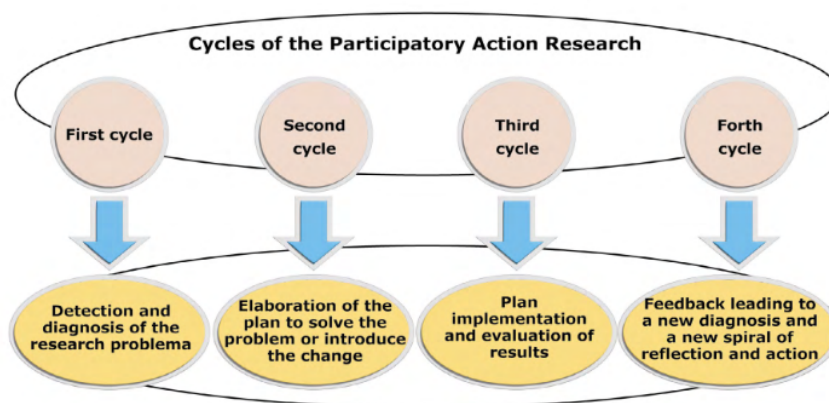 Cycles of the Participatory Action Research
First cycle
Second
cycle
Third
cycle
Forth
cycle
Detection and
diagnosis of the
research problema
Elaboration of the
plan to solve the
problem or introduce
the change
Plan
implementation
and evaluation of
results
Feedback leading to
a new diagnosis and
a new spiral of
reflection and action